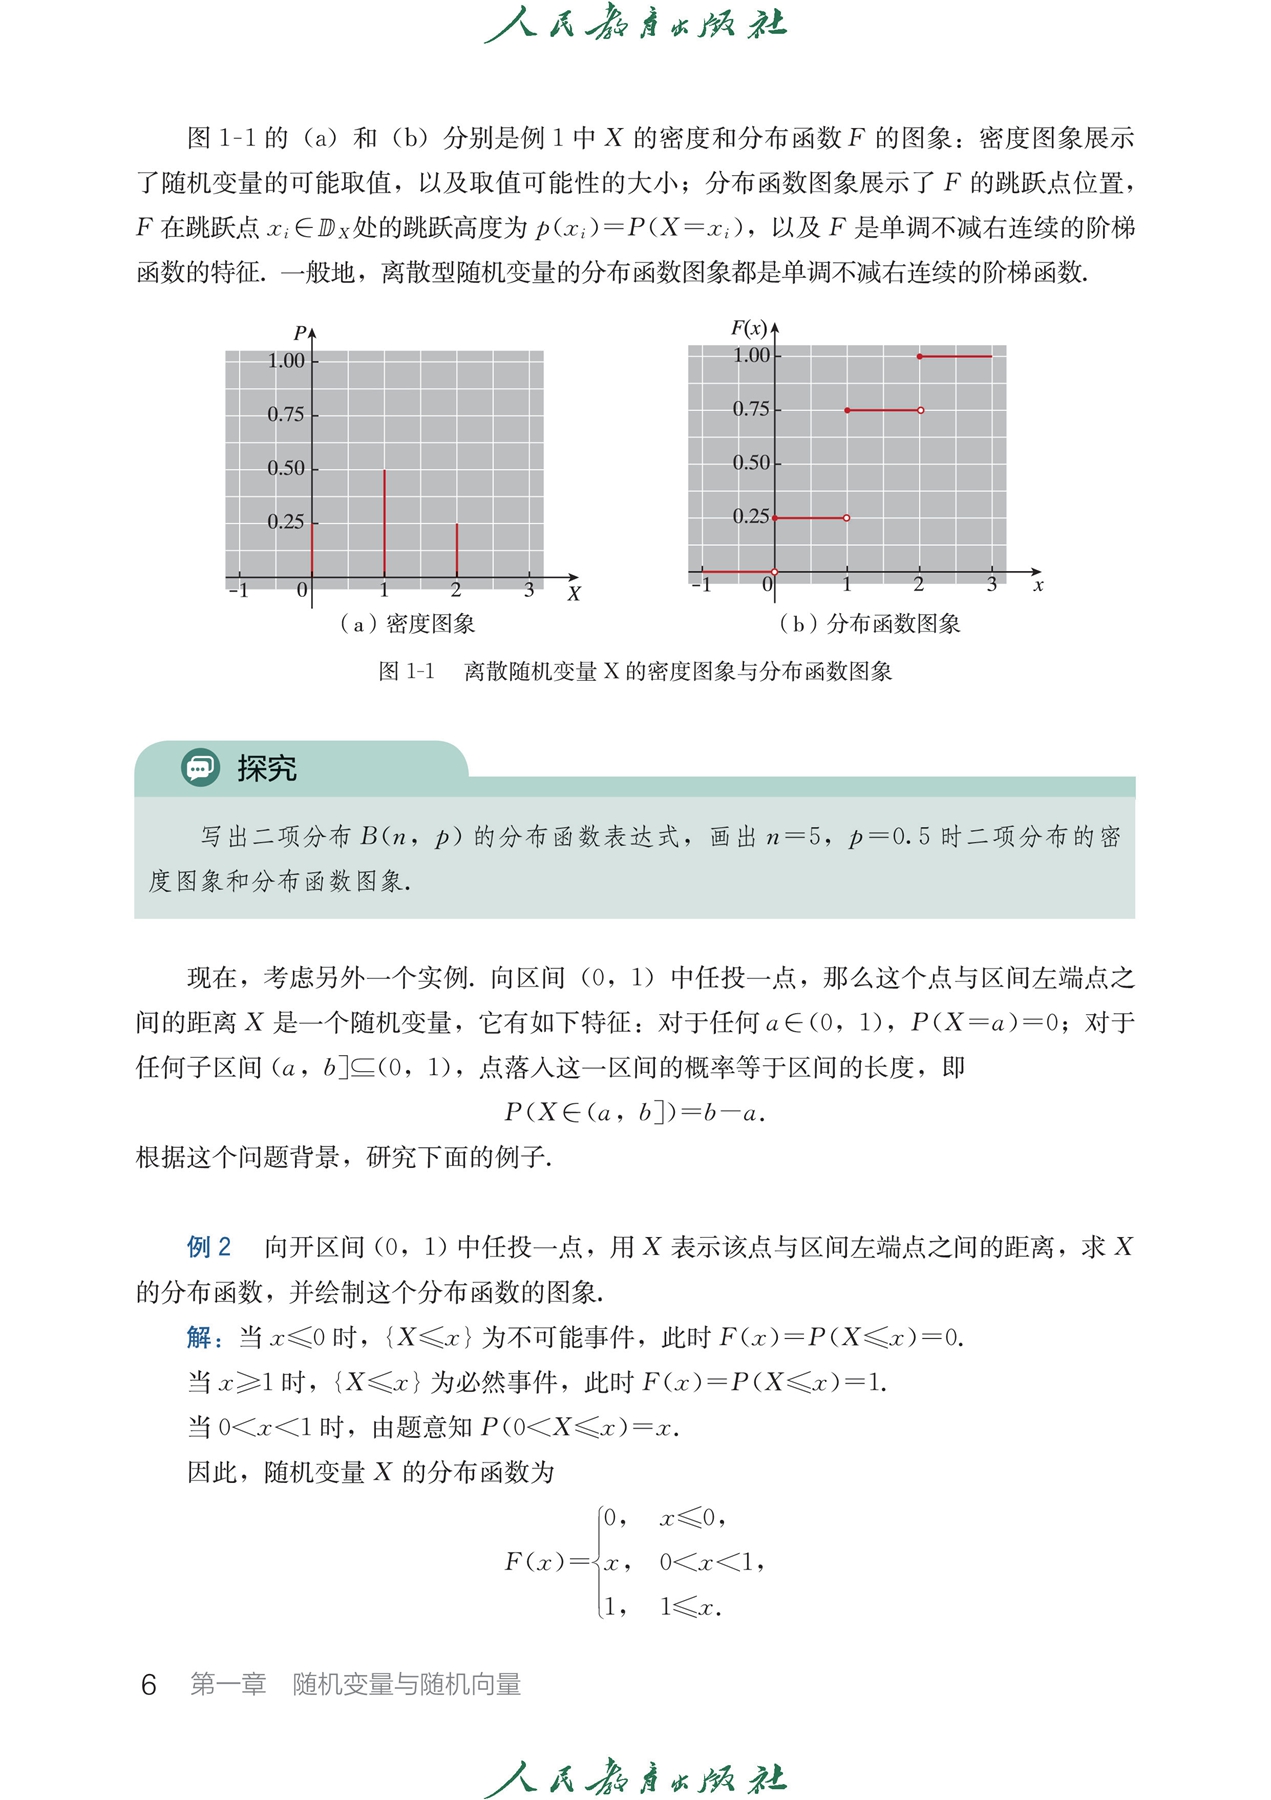 人民教育出版社
图 1-1 的（a）和（b）分别是例 1 中 X 的密度和分布函数 F 的图象：密度图象展示
了随机变量的可能取值，以及取值可能性的大小；分布函数图象展示了 F 的跳跃点位置，
F 在跳跃点 xᵢ∈𝔻_X处的跳跃高度为 p(xᵢ)=P(X=xᵢ)，以及 F 是单调不减右连续的阶梯
函数的特征. 一般地，离散型随机变量的分布函数图象都是单调不减右连续的阶梯函数.
P
1.00
0.75
0.50
0.25
-1 0 1 2 3 X
（a）密度图象
F(x)
1.00
0.75
0.50
0.25
-1 0 1 2 3 x
（b）分布函数图象
图 1-1 离散随机变量 X 的密度图象与分布函数图象
探究
写出二项分布 B(n，p) 的分布函数表达式，画出 n=5，p=0.5 时二项分布的密
度图象和分布函数图象.
现在，考虑另外一个实例. 向区间（0，1）中任投一点，那么这个点与区间左端点之
间的距离 X 是一个随机变量，它有如下特征：对于任何 a∈(0，1)，P(X=a)=0；对于
任何子区间 (a，b]⊆(0，1)，点落入这一区间的概率等于区间的长度，即
P(X∈(a，b])=b-a.
根据这个问题背景，研究下面的例子.
例 2 向开区间 (0，1) 中任投一点，用 X 表示该点与区间左端点之间的距离，求 X
的分布函数，并绘制这个分布函数的图象.
解：当 x⩽0 时，{X⩽x} 为不可能事件，此时 F(x)=P(X⩽x)=0.
当 x⩾1 时，{X⩽x} 为必然事件，此时 F(x)=P(X⩽x)=1.
当 0<x<1 时，由题意知 P(0<X⩽x)=x.
因此，随机变量 X 的分布函数为
0， x⩽0，
F(x)={x， 0<x<1，
1， 1⩽x.
6 第一章 随机变量与随机向量
人民教育出版社